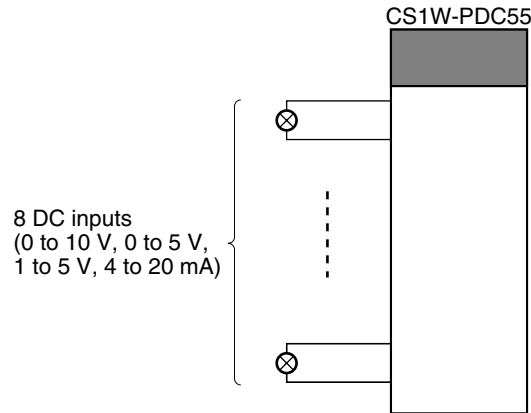 CS1W-PDC55
8 DC inputs
(0 to 10 V, 0 to 5 V,
1 to 5 V, 4 to 20 mA)